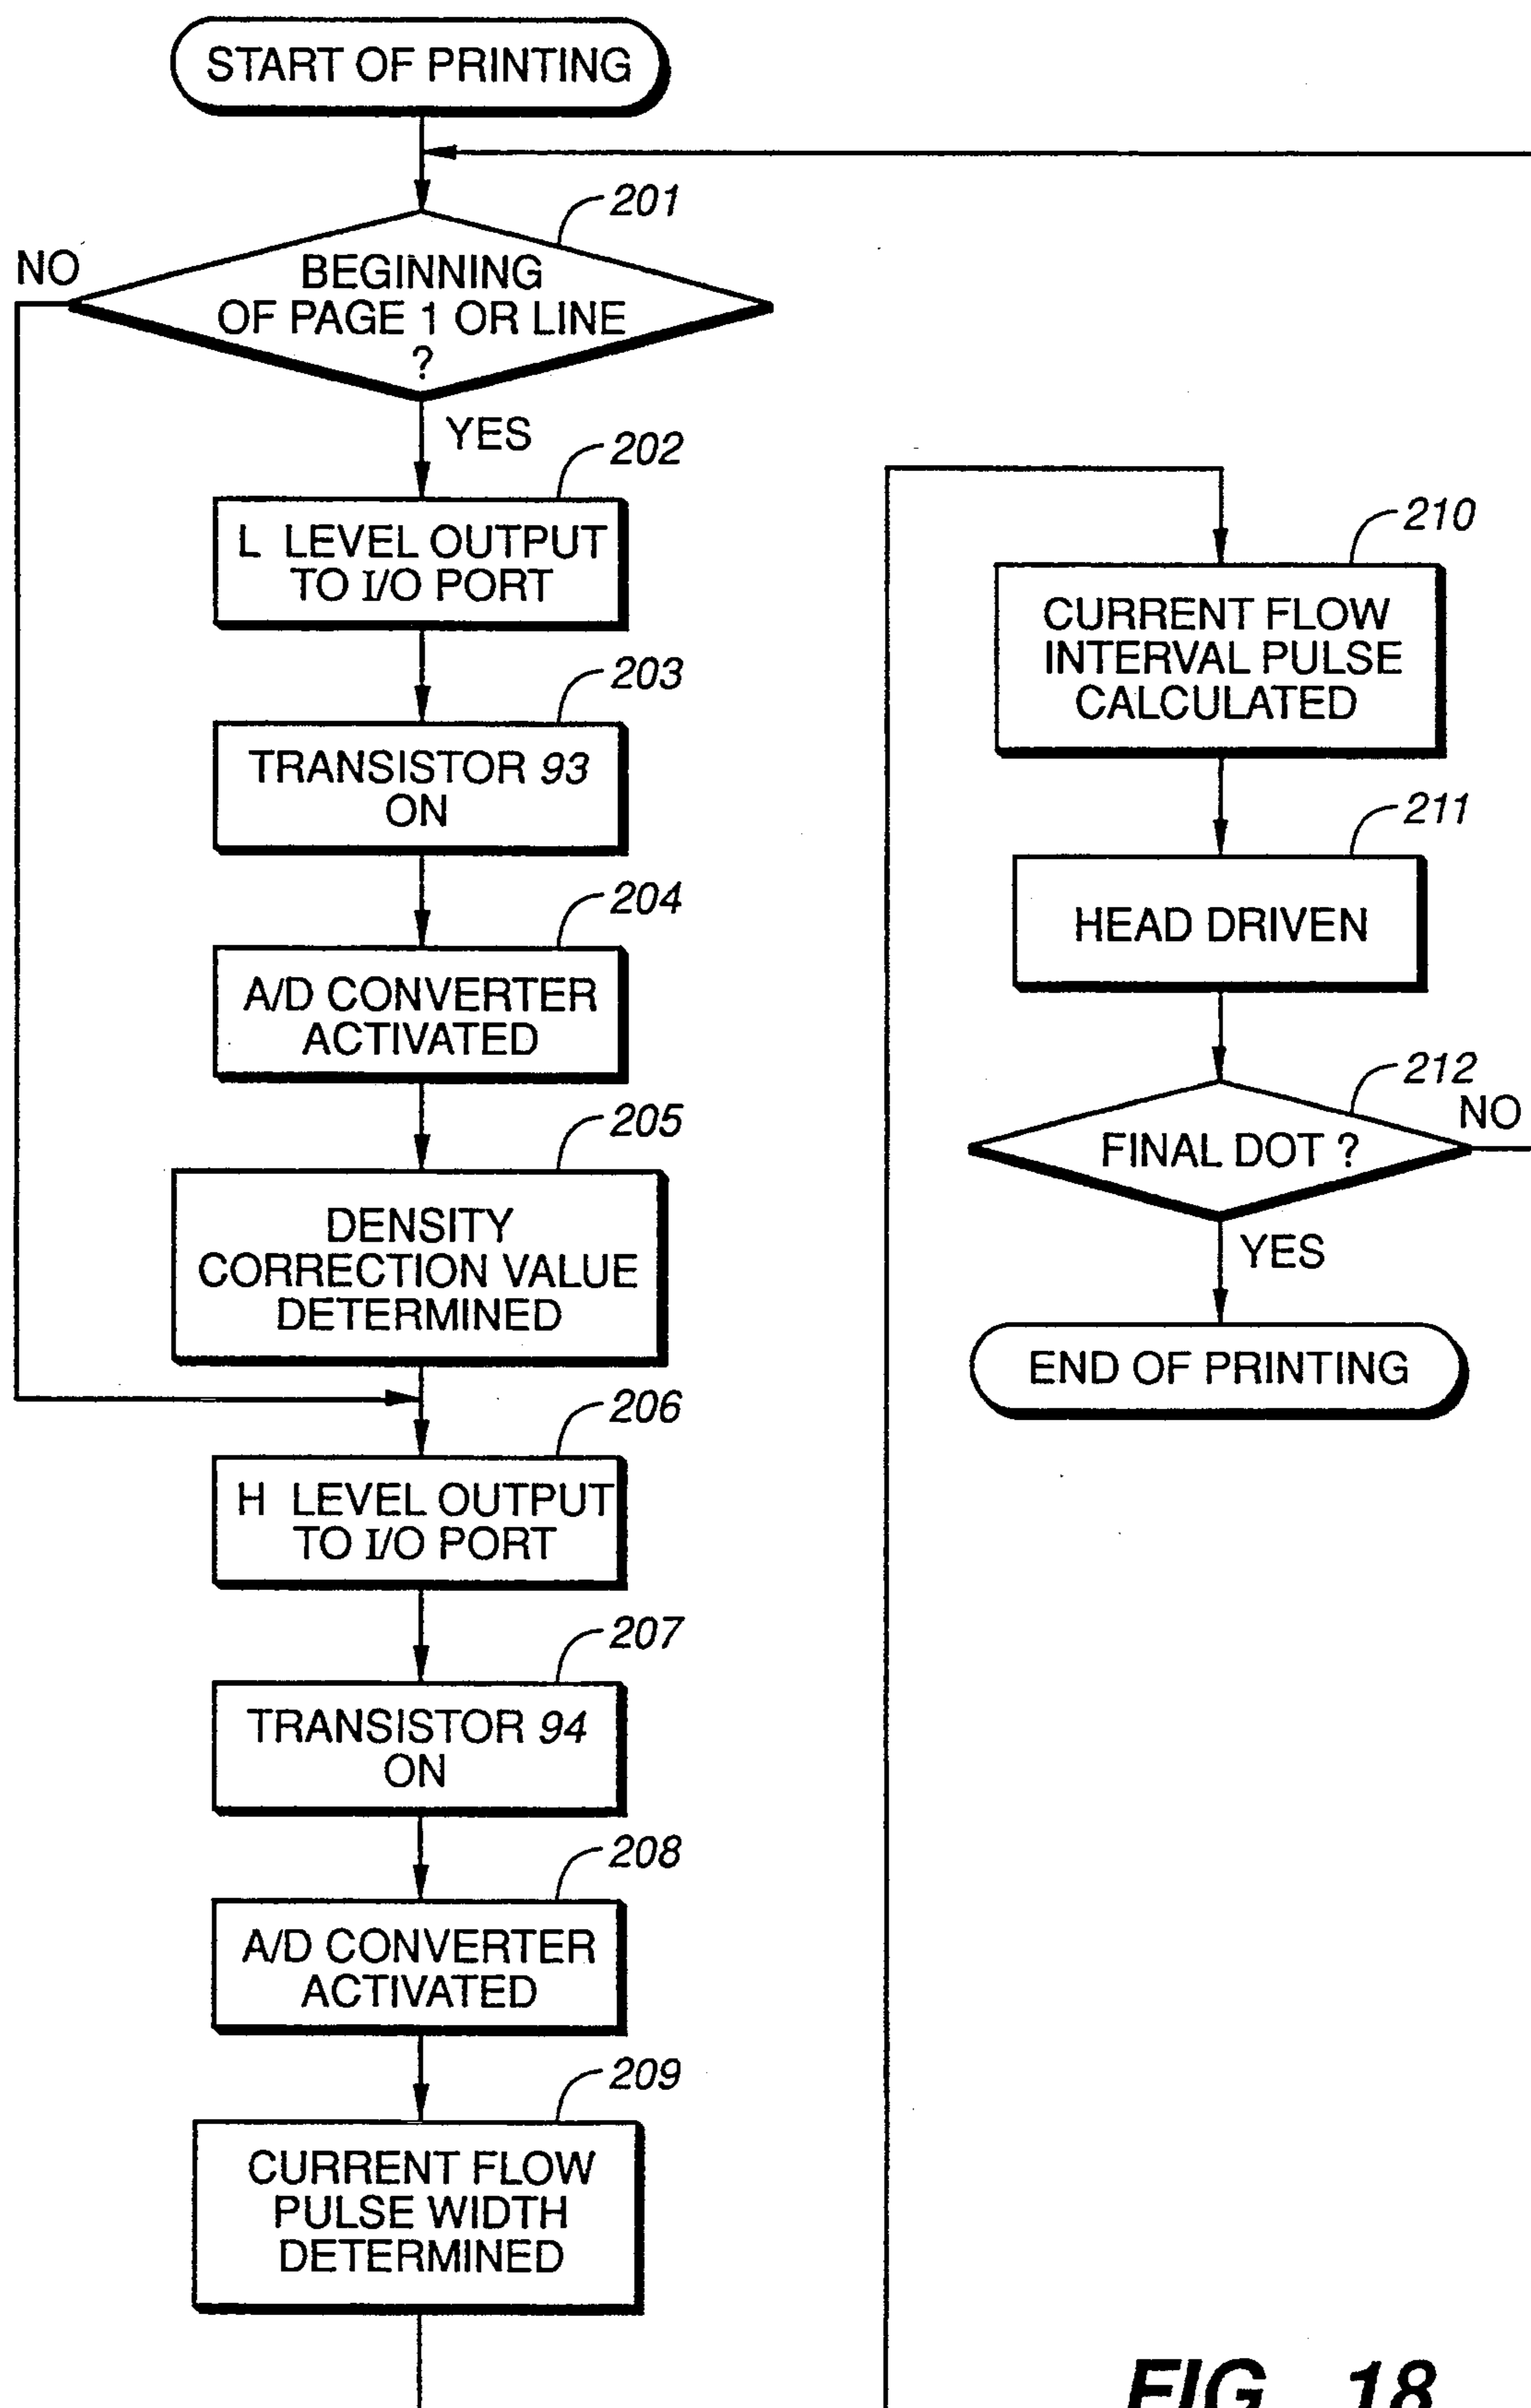 START OF PRINTING
201
NO
BEGINNING
OF PAGE 1 OR LINE
?
YES
202
L LEVEL OUTPUT
TO I/O PORT
203
TRANSISTOR 93
ON
204
A/D CONVERTER
ACTIVATED
205
DENSITY
CORRECTION VALUE
DETERMINED
206
H LEVEL OUTPUT
TO I/O PORT
207
TRANSISTOR 94
ON
208
A/D CONVERTER
ACTIVATED
209
CURRENT FLOW
PULSE WIDTH
DETERMINED
210
CURRENT FLOW
INTERVAL PULSE
CALCULATED
211
HEAD DRIVEN
212
NO
FINAL DOT ?
YES
END OF PRINTING
FIG_18